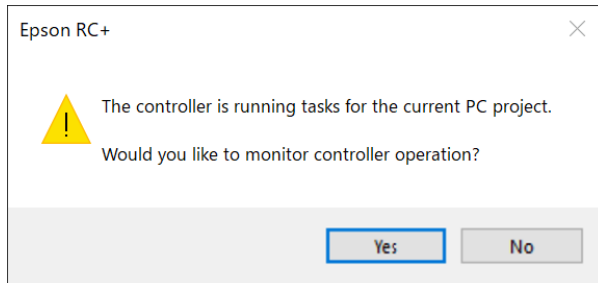 Epson RC+
The controller is running tasks for the current PC project.
Would you like to monitor controller operation?
Yes
No